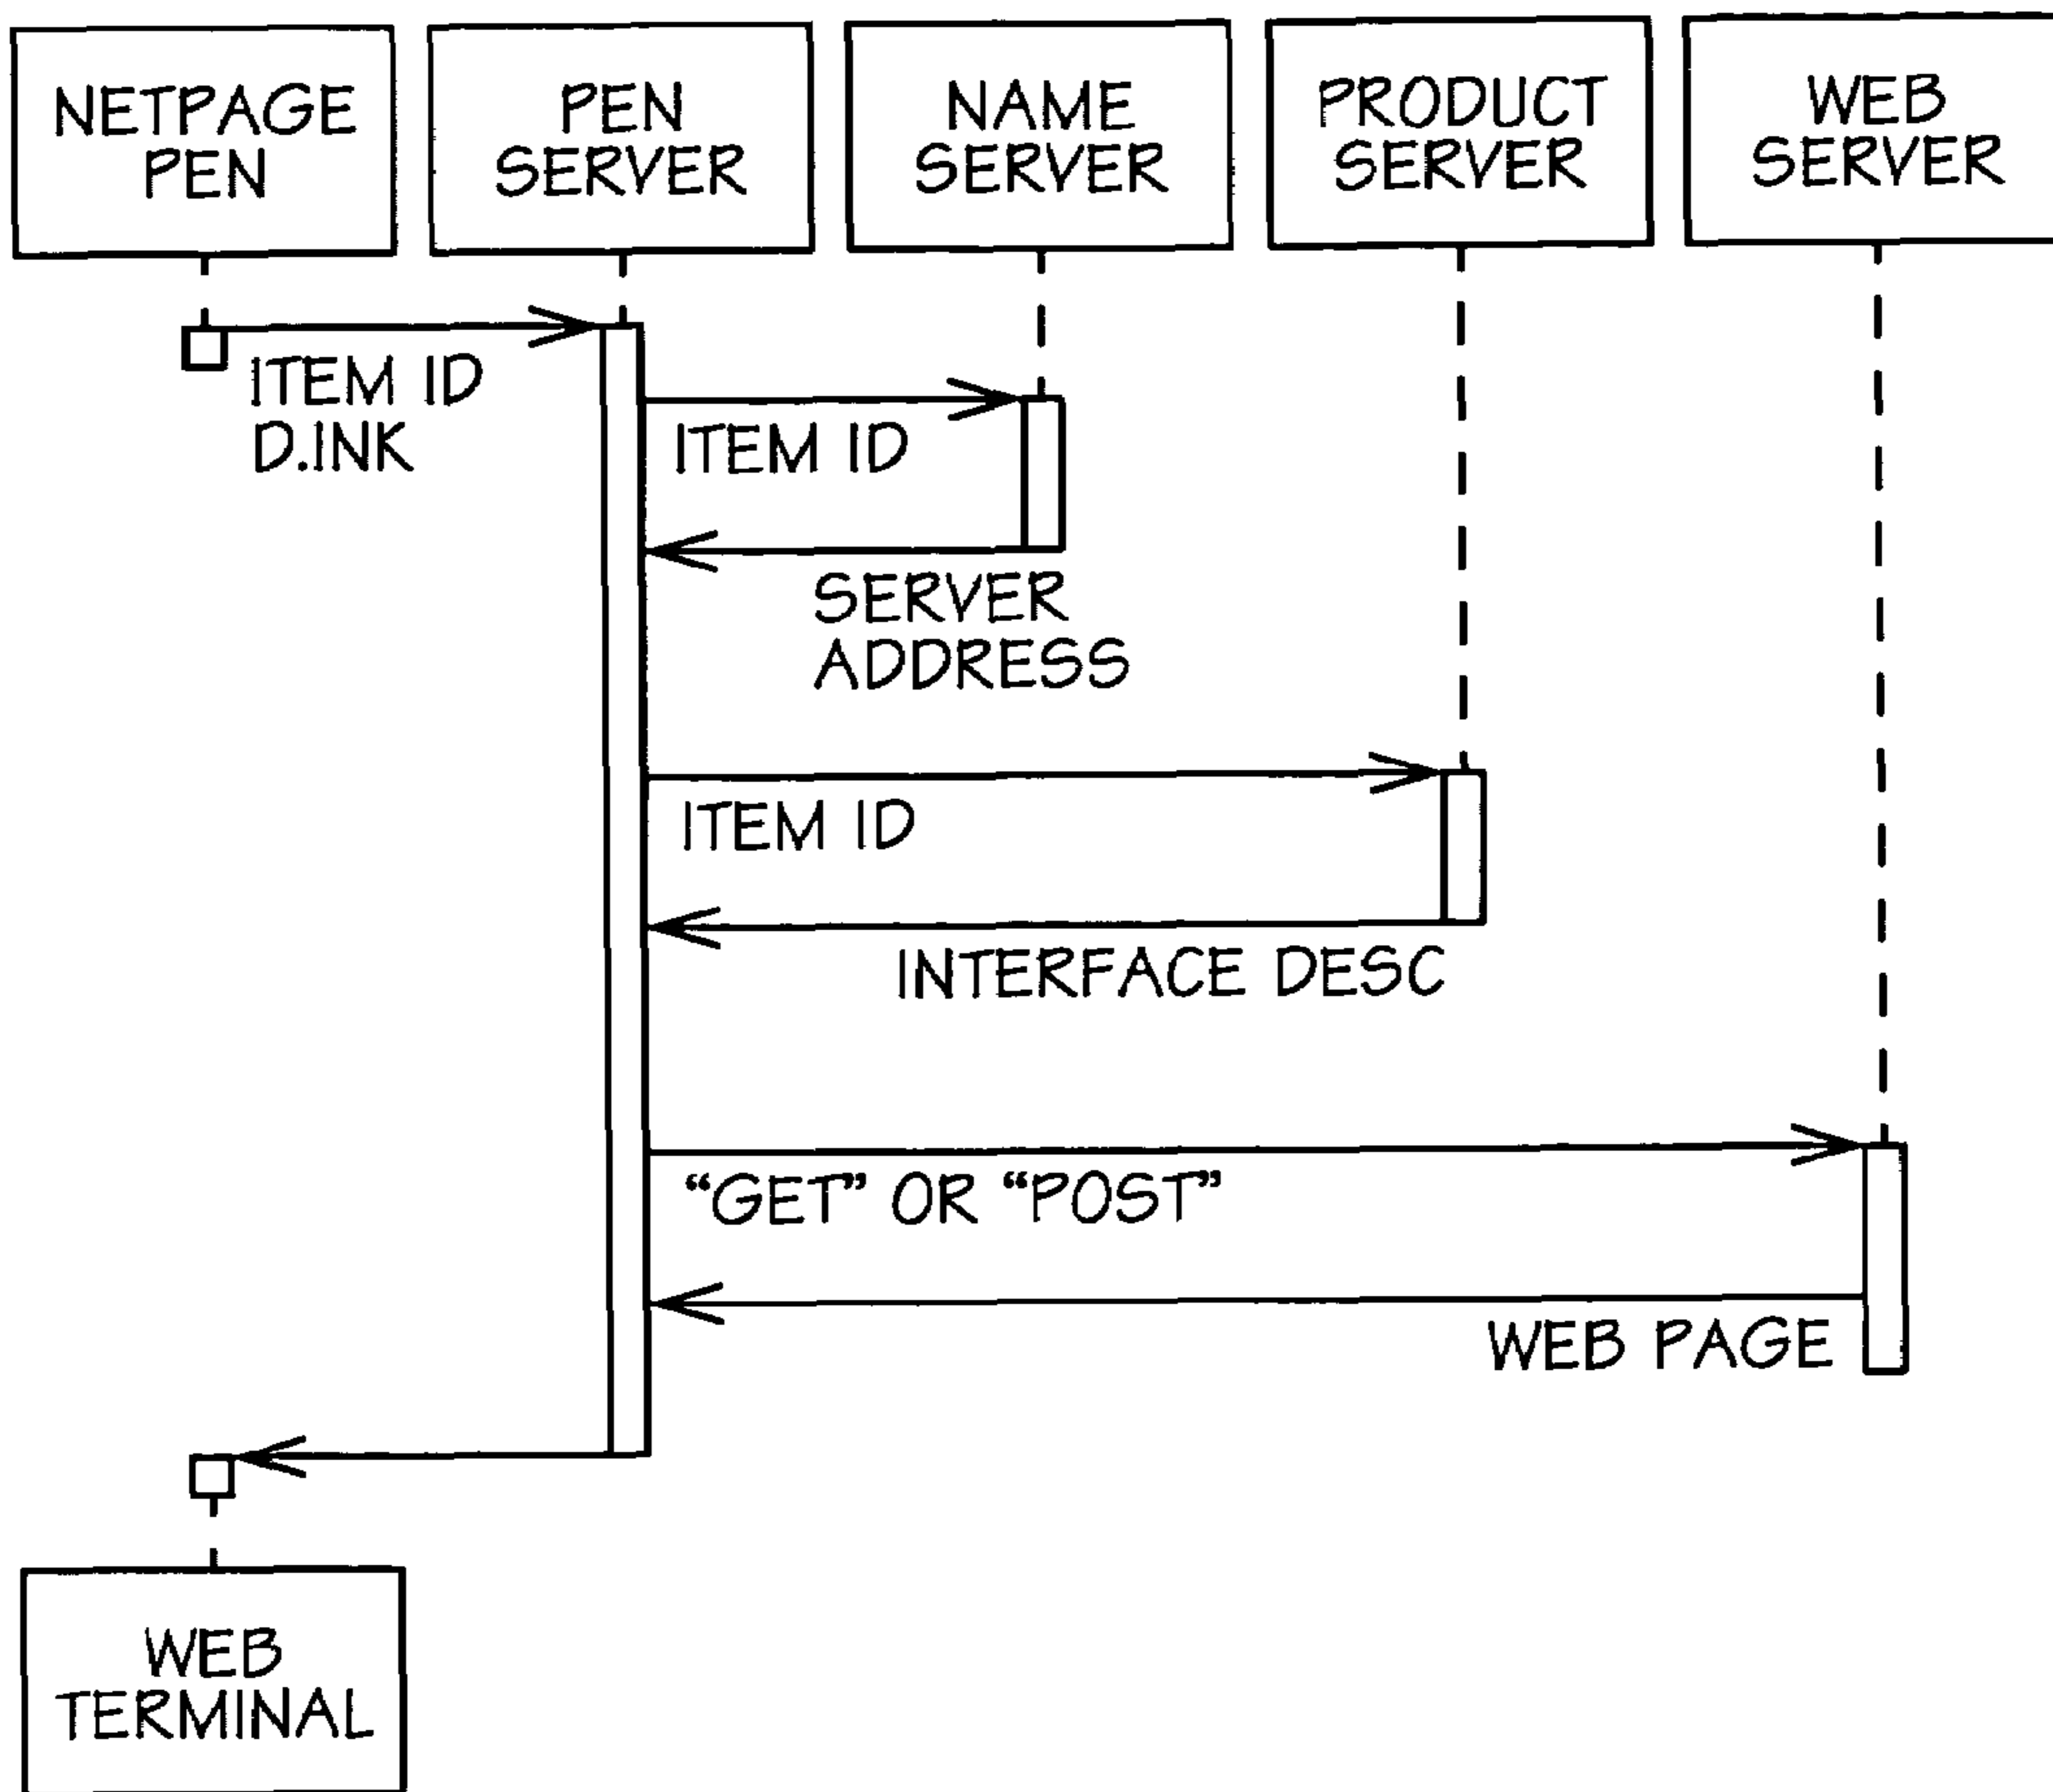 NETPAGE
PEN
PEN
SERVER
NAME
SERVER
PRODUCT
SERVER
WEB
SERVER
ITEM ID
D.INK
ITEM ID
SERVER
ADDRESS
ITEM ID
INTERFACE DESC
“GET” OR “POST”
WEB PAGE
WEB
TERMINAL